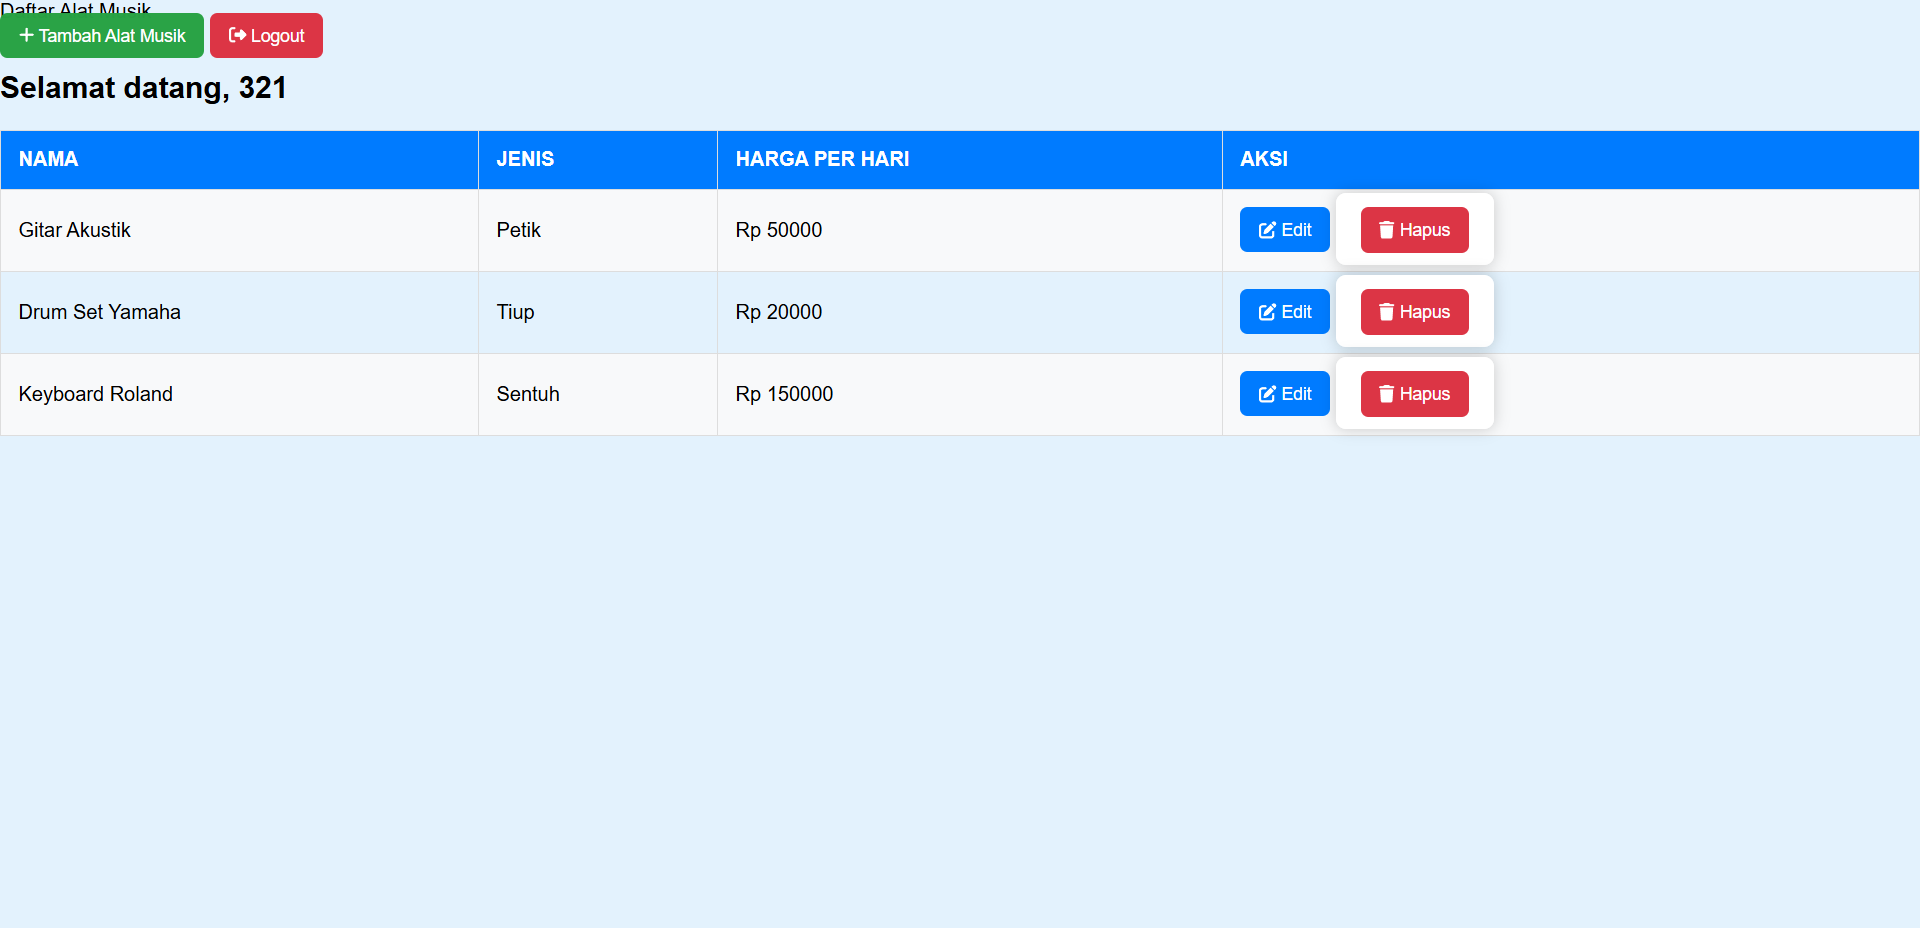 Daftar Alat Musik
Tambah Alat Musik Logout
Selamat datang, 321
NAMA JENIS HARGA PER HARI AKSI
Gitar Akustik Petik Rp 50000 Edit Hapus
Drum Set Yamaha Tiup Rp 20000 Edit Hapus
Keyboard Roland Sentuh Rp 150000 Edit Hapus